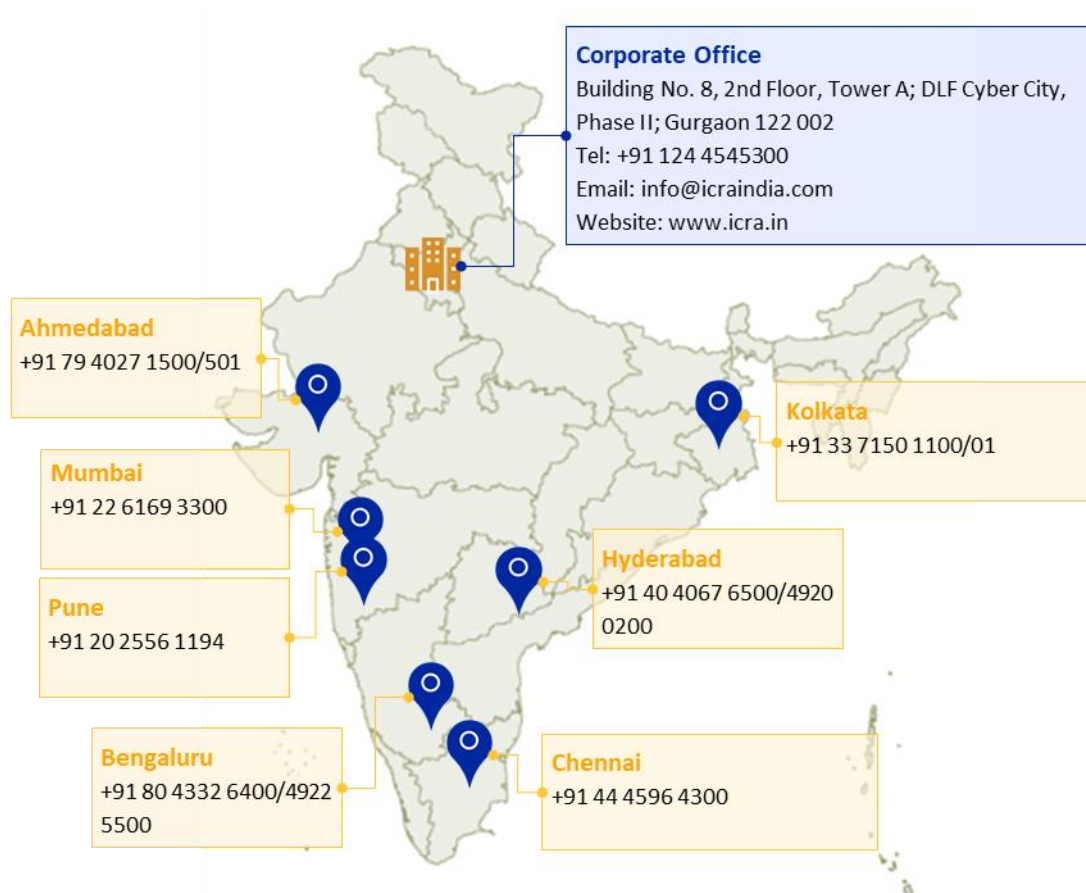 Corporate Office
Building No. 8, 2nd Floor, Tower A; DLF Cyber City,
Phase II; Gurgaon 122 002
Tel: +91 124 4545300
Email: info@icraindia.com
Website: www.icra.in
Ahmedabad
+91 79 4027 1500/501
Kolkata
+91 33 7150 1100/01
Mumbai
+91 22 6169 3300
Hyderabad
+91 40 4067 6500/4920
0200
Pune
+91 20 2556 1194
Bengaluru
+91 80 4332 6400/4922
5500
Chennai
+91 44 4596 4300